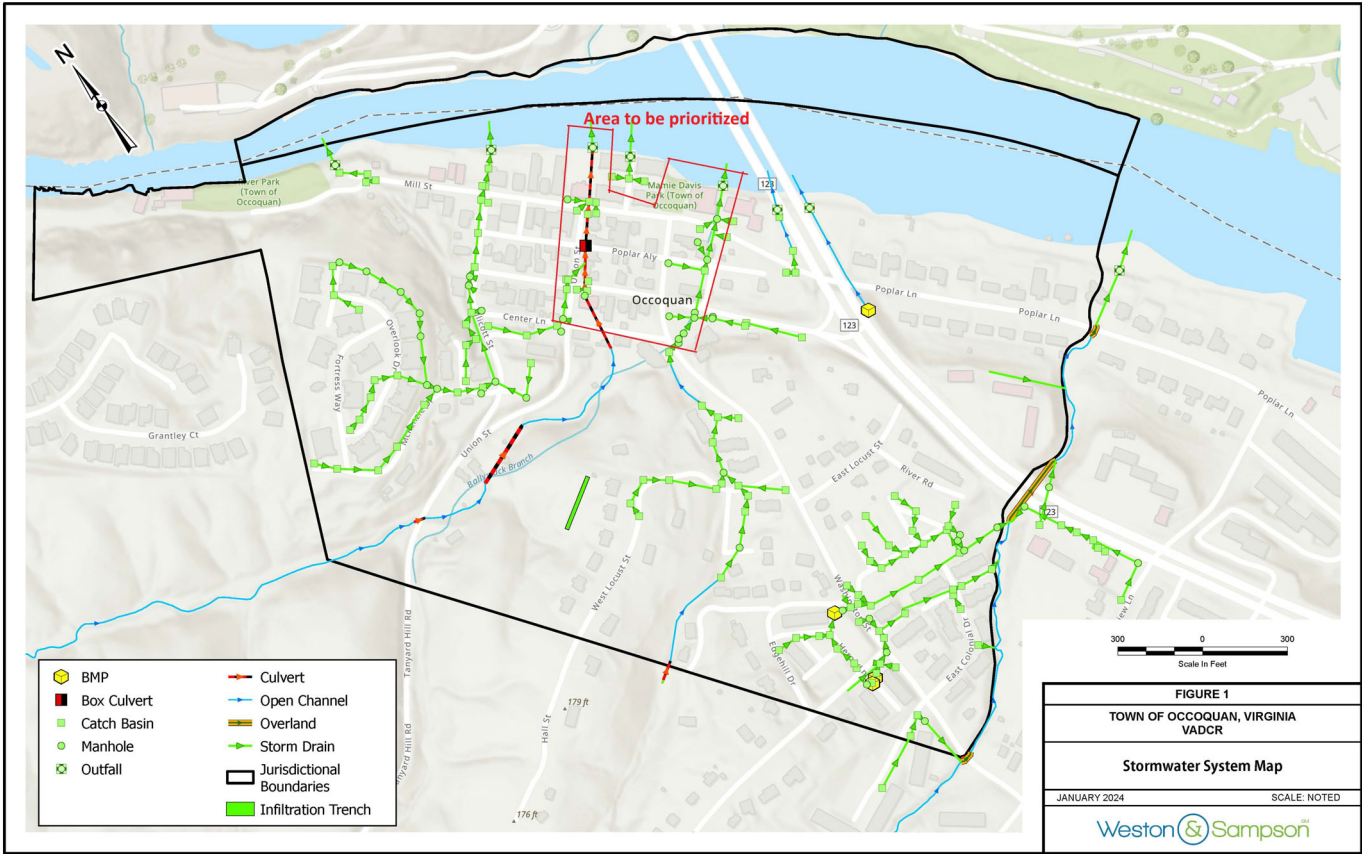 N
Area to be prioritized
River Park
(Town of
Occoquan)
Mill St
Mamie Davis
Park (Town of
Occoquan)
123
Poplar Aly
Occoquan
Center Ln
Poplar Ln
123
Poplar Ln
Poplar Ln
Overlook Dr
Fortress Way
Grantley Ct
Union St
Ballywhack Branch
East Locust St
River Rd
West Locust St
Washington St
Edgehill Dr
East Colonial Dr
Tanyard Hill Rd
Tanyard Hill Rd
Hall St
179 ft
176 ft
300 0 300
Scale In Feet
BMP
Box Culvert
Catch Basin
Manhole
Outfall
Culvert
Open Channel
Overland
Storm Drain
Jurisdictional
Boundaries
Infiltration Trench
FIGURE 1
TOWN OF OCCOQUAN, VIRGINIA
VADCR
Stormwater System Map
JANUARY 2024 SCALE: NOTED
Weston & Sampson